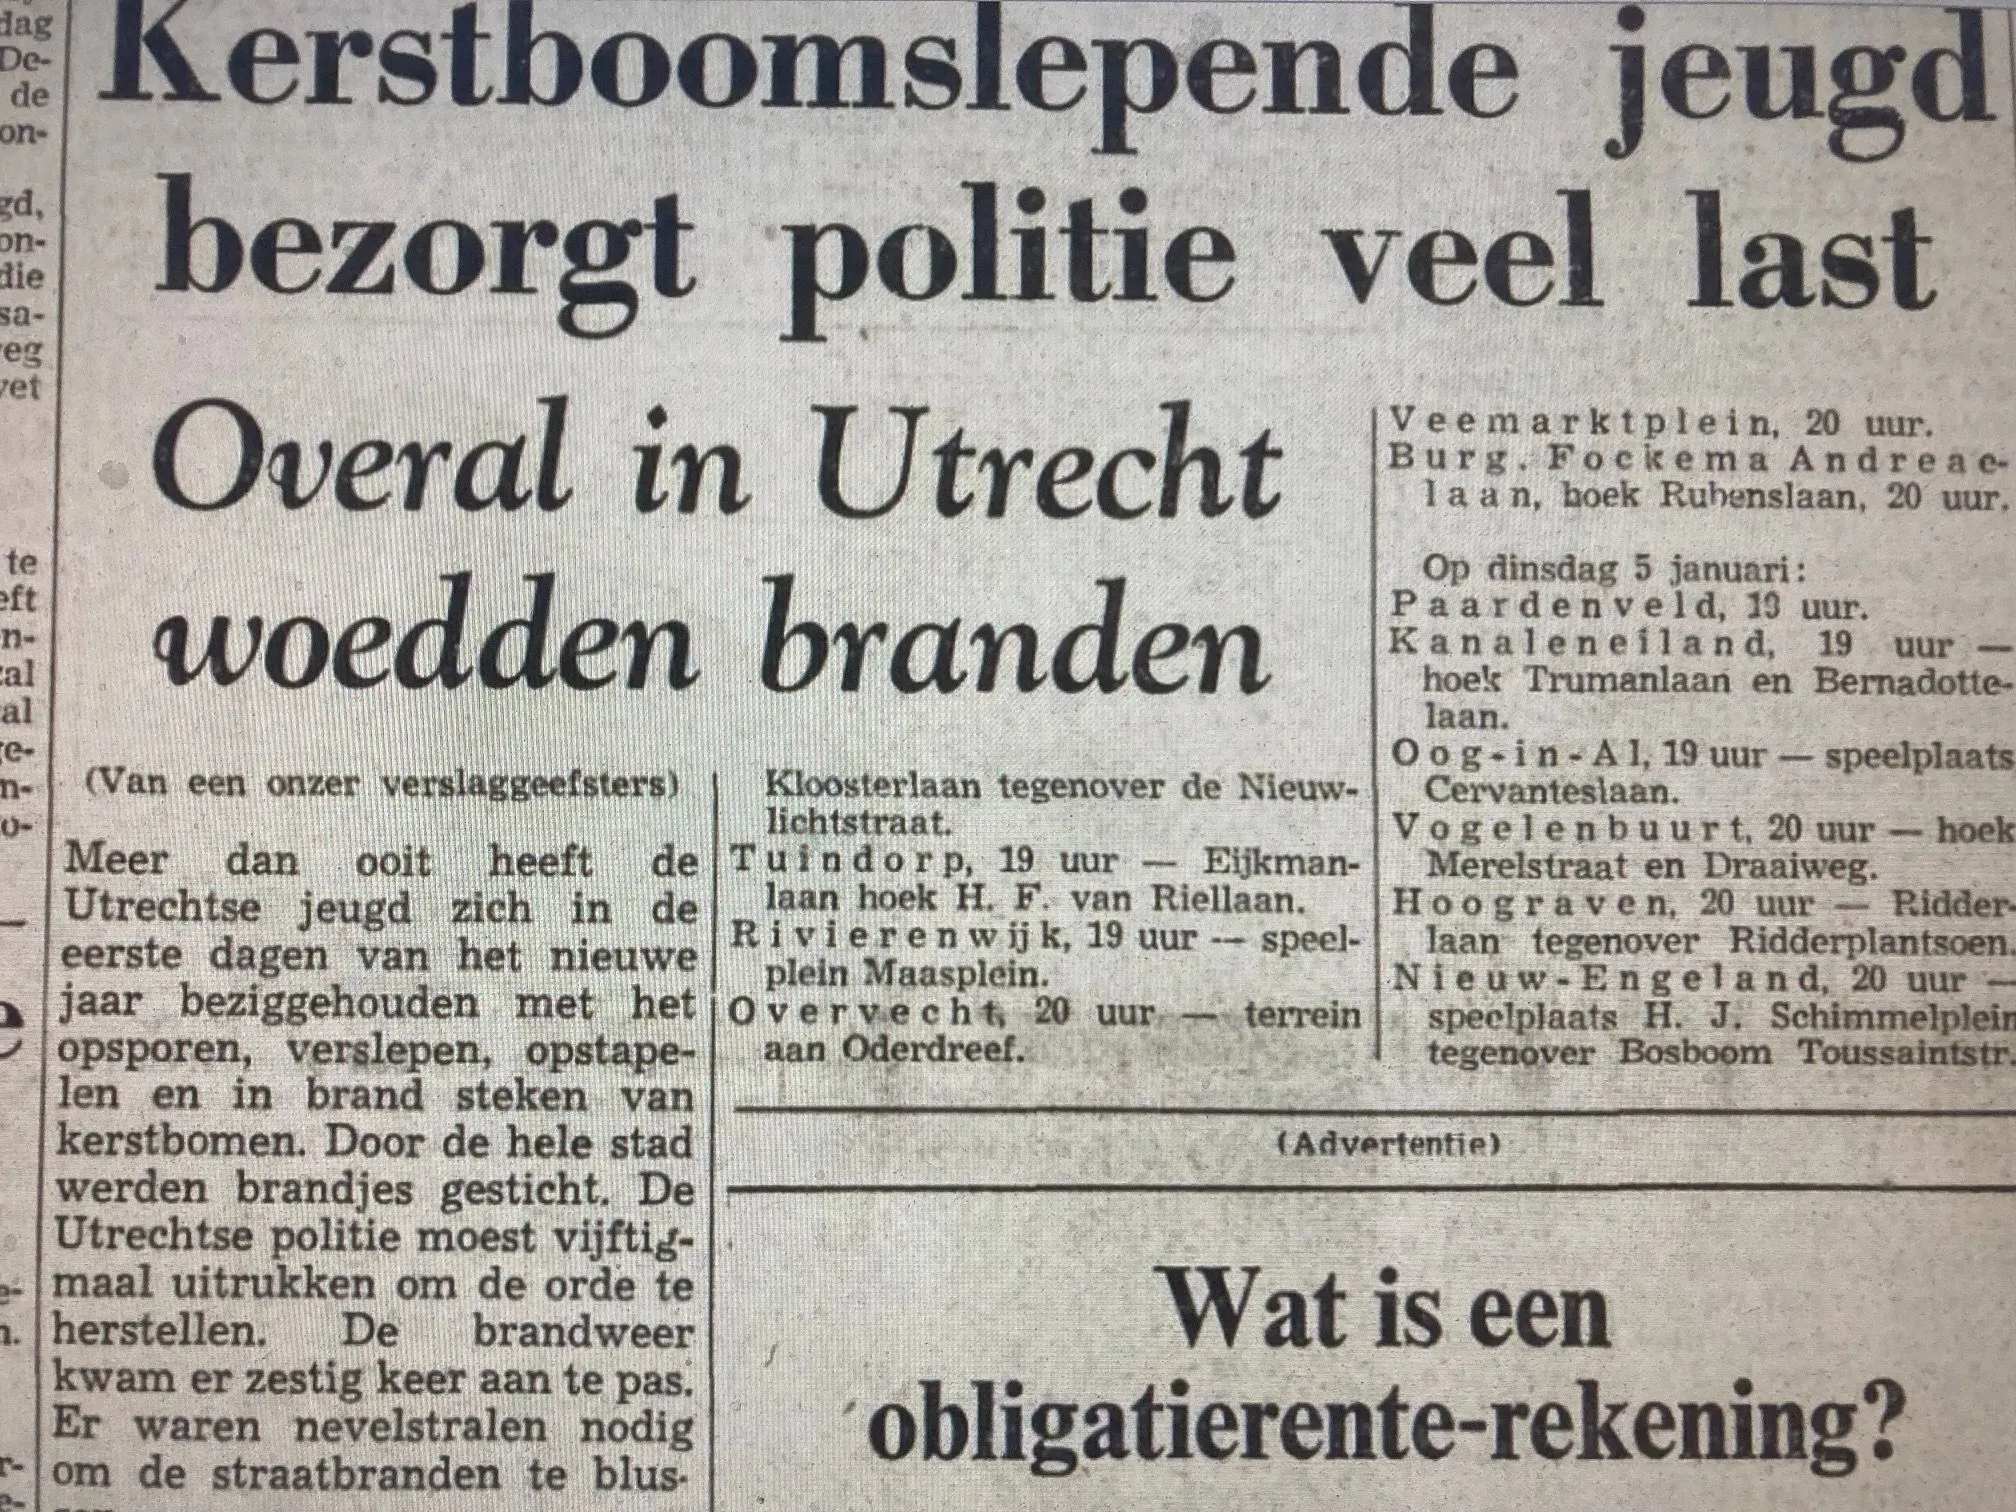 Kerstboomslepende jeugd
bezorgt politie veel last
Overal in Utrecht
woedden branden
(Van een onzer verslaggeefsters)
Meer dan ooit heeft de
Utrechtse jeugd zich in de
eerste dagen van het nieuwe
jaar beziggehouden met het
opsporen, verslepen, opstape-
len en in brand steken van
kerstbomen. Door de hele stad
werden brandjes gesticht. De
Utrechtse politie moest vijftig-
maal uitrukken om de orde te
herstellen. De brandweer
kwam er zestig keer aan te pas.
Er waren nevelstralen nodig
om de straatbranden te blus-
Kloosterlaan tegenover de Nieuw-
lichtstraat.
Tuindorp, 19 uur — Eijkman-
laan hoek H. F. van Riellaan.
Rivierenwijk, 19 uur — speel-
plein Maasplein.
Overvecht, 20 uur — terrein
aan Oderdreef.
Veemarktplein, 20 uur.
Burg. Fockema Andreae-
laan, hoek Rubenslaan, 20 uur.
Op dinsdag 5 januari:
Paardenveld, 19 uur.
Kanaleneiland, 19 uur —
hoek Trumanlaan en Bernadotte-
laan.
Oog-in-Al, 19 uur — speelplaats
Cervanteslaan.
Vogelenbuurt, 20 uur — hoek
Merelstraat en Draaiweg.
Hoograven, 20 uur — Ridder-
laan tegenover Ridderplantsoen.
Nieuw-Engeland, 20 uur —
speelplaats H. J. Schimmelplein
tegenover Bosboom Toussaintstr.
(Advertentie)
Wat is een
obligatierente-rekening?